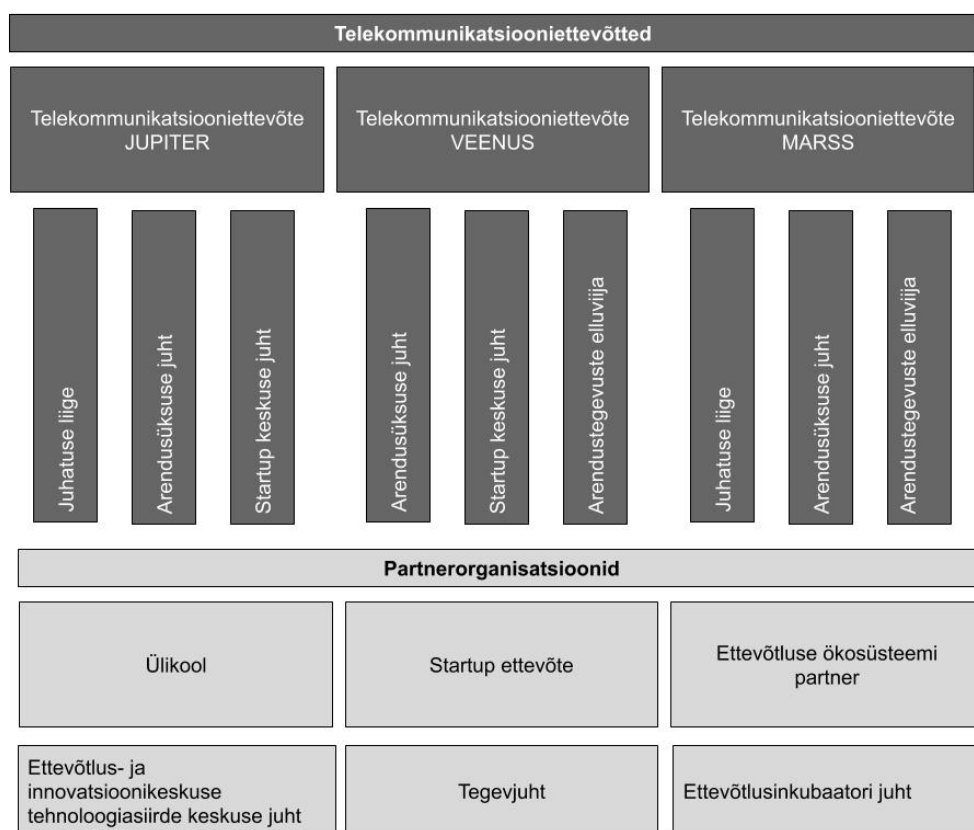 Telekommunikatsiooniettevõtted
Telekommunikatsiooniettevõte
JUPITER
Telekommunikatsiooniettevõte
VEENUS
Telekommunikatsiooniettevõte
MARSS
Juhatuse liige
Arendusüksuse juht
Startup keskuse juht
Arendusüksuse juht
Startup keskuse juht
Arendustegevuste elluviija
Juhatuse liige
Arendusüksuse juht
Arendustegevuste elluviija
Partnerorganisatsioonid
Ülikool
Startup ettevõte
Ettevõtluse ökosüsteemi
partner
Ettevõtlus- ja
innovatsioonikeskuse
tehnoloogiasiirde keskuse juht
Tegevjuht
Ettevõtlusinkubaatori juht